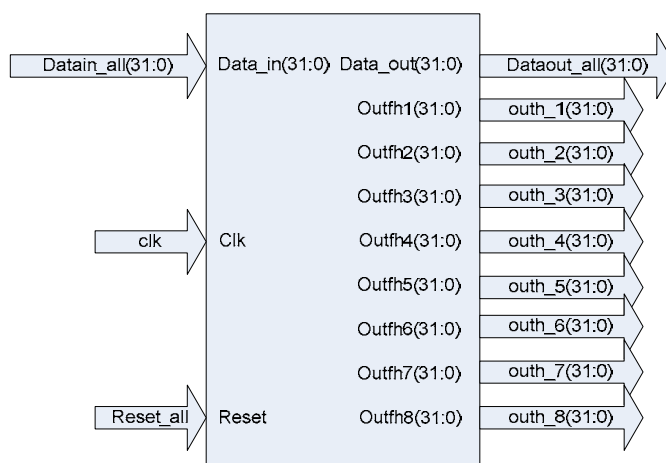 Datain_all(31:0) Data_in(31:0) Data_out(31:0) Dataout_all(31:0)
Outfh1(31:0) outh_1(31:0)
Outfh2(31:0) outh_2(31:0)
Outfh3(31:0) outh_3(31:0)
clk Clk Outfh4(31:0) outh_4(31:0)
Outfh5(31:0) outh_5(31:0)
Outfh6(31:0) outh_6(31:0)
Outfh7(31:0) outh_7(31:0)
Reset_all Reset Outfh8(31:0) outh_8(31:0)